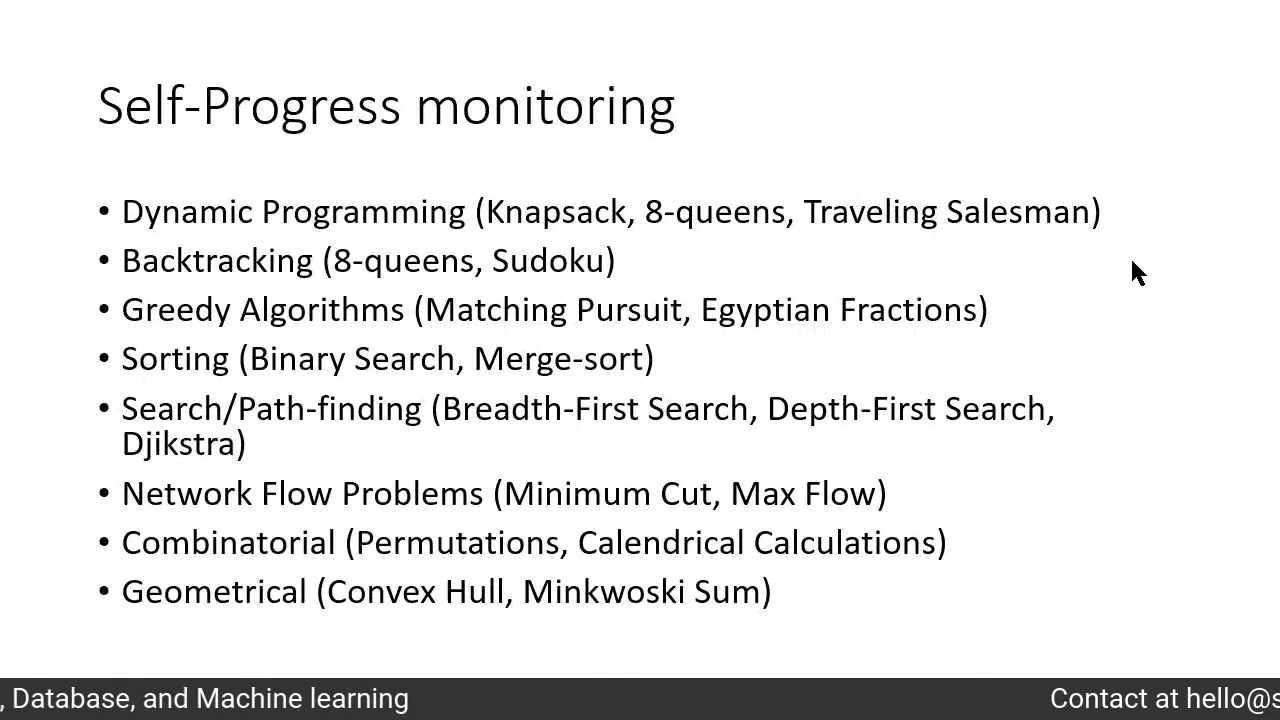 Self-Progress monitoring
• Dynamic Programming (Knapsack, 8-queens, Traveling Salesman)
• Backtracking (8-queens, Sudoku)
• Greedy Algorithms (Matching Pursuit, Egyptian Fractions)
• Sorting (Binary Search, Merge-sort)
• Search/Path-finding (Breadth-First Search, Depth-First Search,
Djikstra)
• Network Flow Problems (Minimum Cut, Max Flow)
• Combinatorial (Permutations, Calendrical Calculations)
• Geometrical (Convex Hull, Minkwoski Sum)
, Database, and Machine learning
Contact at hello@s